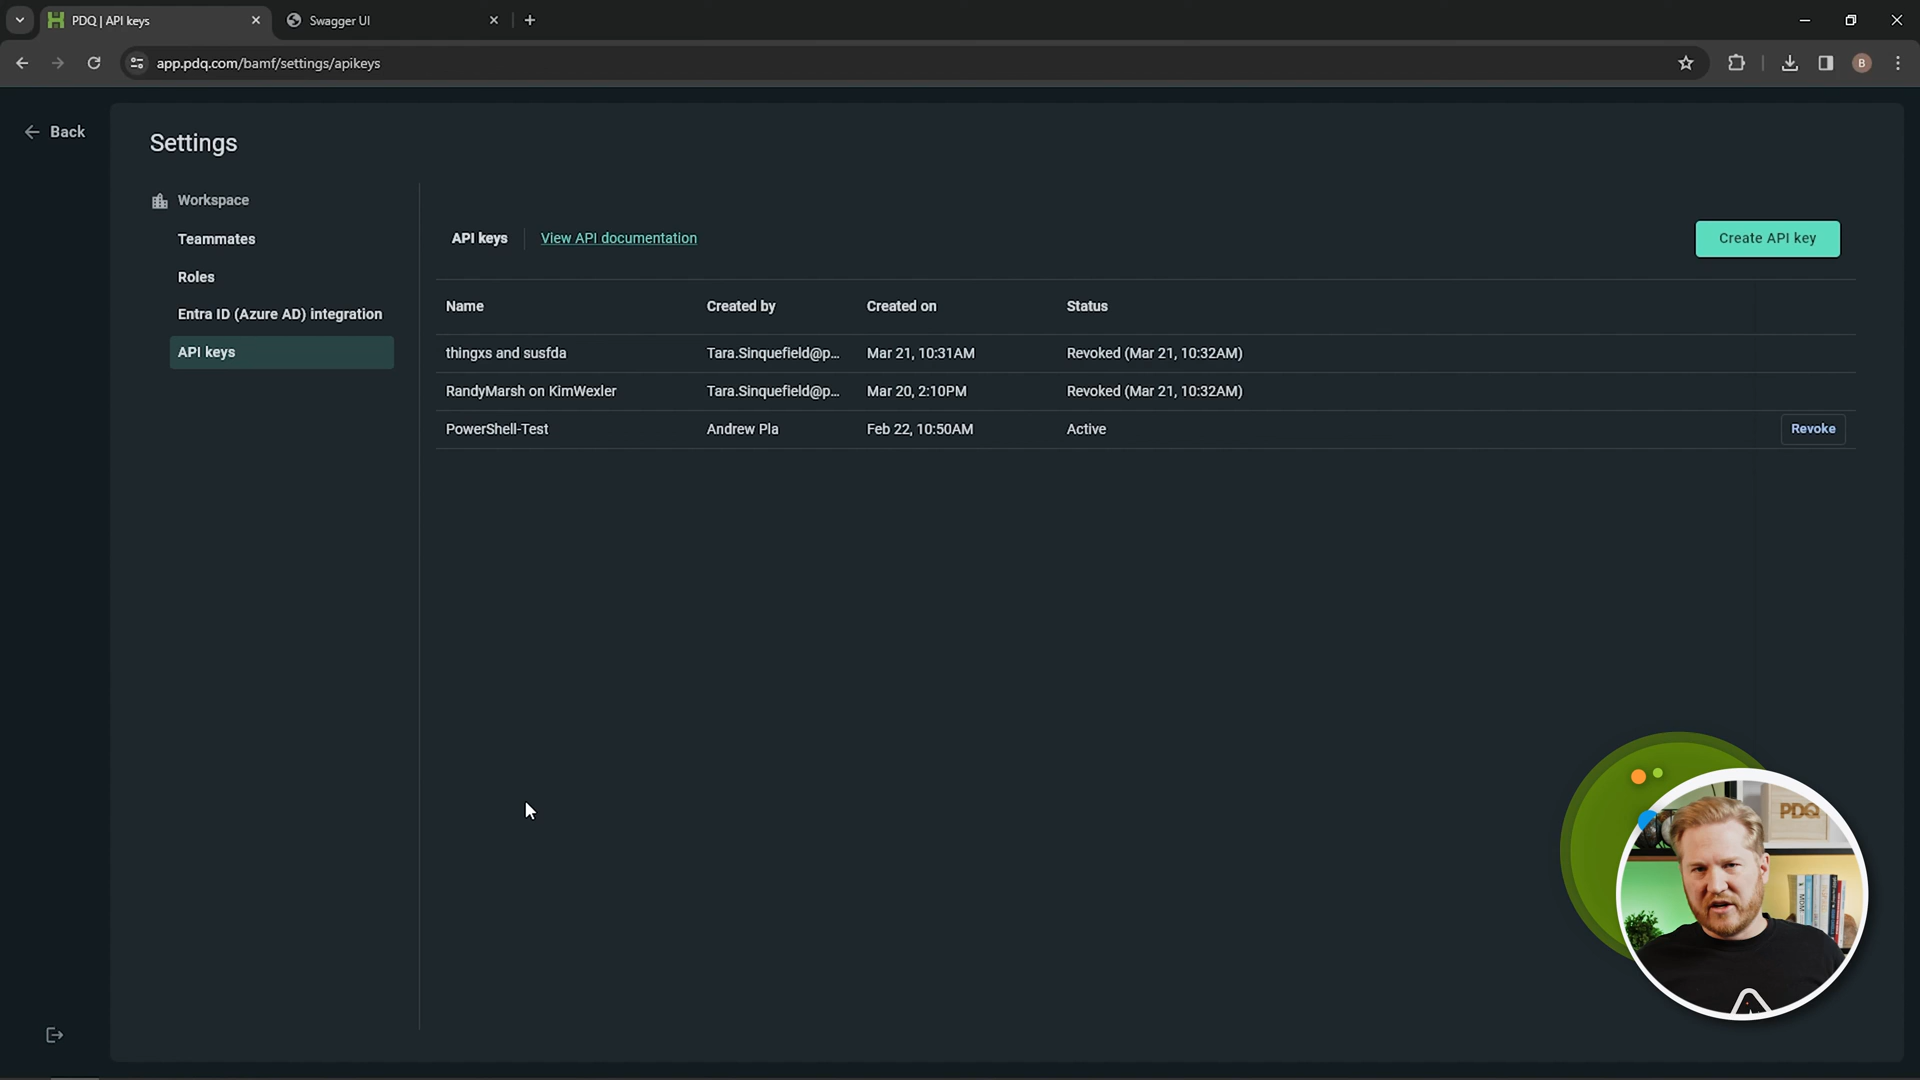 PDQ | API keys
Swagger UI
app.pdq.com/bamf/settings/apikeys
B
Back
Settings
Workspace
Teammates
Roles
Entra ID (Azure AD) integration
API keys
API keys
View API documentation
Create API key
Name Created by Created on Status
thingxs and susfda Tara.Sinquefield@p... Mar 21, 10:31AM Revoked (Mar 21, 10:32AM)
RandyMarsh on KimWexler Tara.Sinquefield@p... Mar 20, 2:10PM Revoked (Mar 21, 10:32AM)
PowerShell-Test Andrew Pla Feb 22, 10:50AM Active Revoke
PDQ